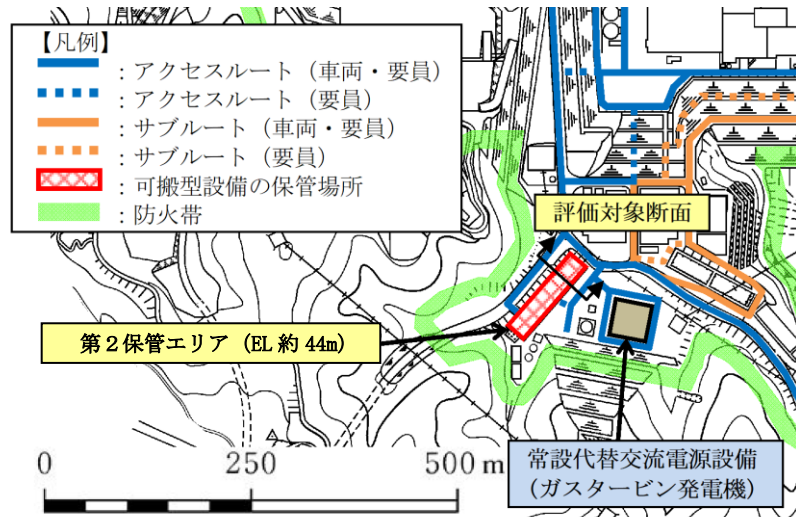 【凡例】
：アクセスルート（車両・要員）
：アクセスルート（要員）
：サブルート（車両・要員）
：サブルート（要員）
：可搬型設備の保管場所
：防火帯
評価対象断面
第２保管エリア（EL 約 44m）
常設代替交流電源設備
（ガスタービン発電機）
0 250 500 m